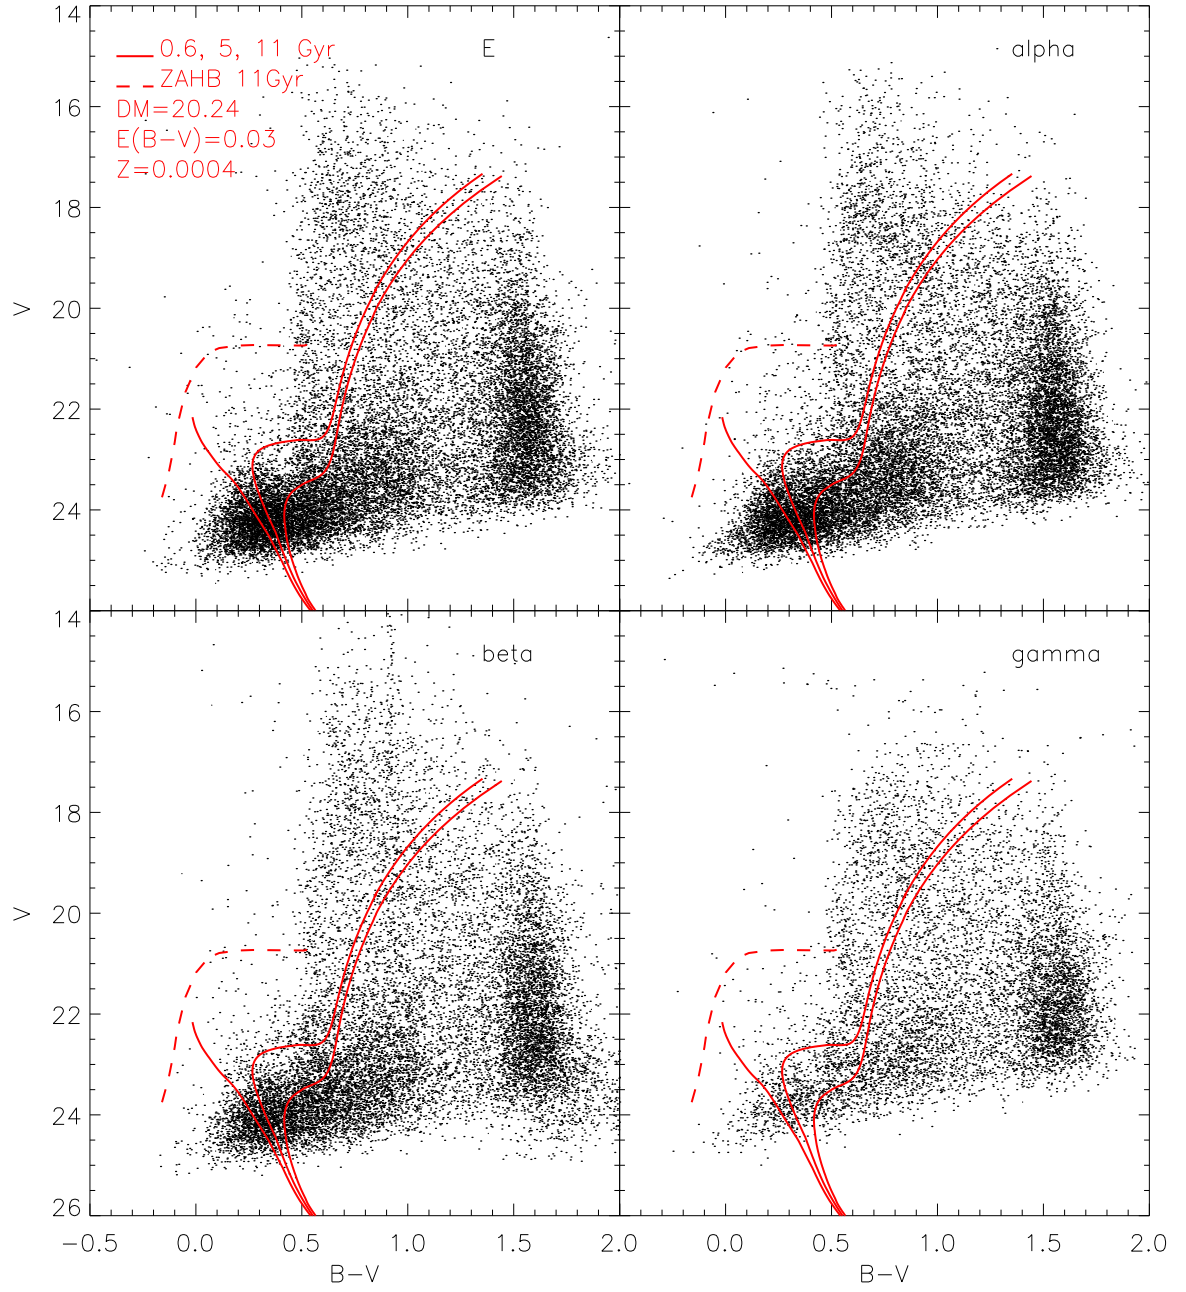 14
0.6, 5, 11 Gyr
E
alpha
ZAHB 11Gyr
16
DM=20.24
E(B-V)=0.03
Z=0.0004
18
V
20
22
24
14
beta
gamma
16
18
V
20
22
24
26
-0.5 0.0 0.5 1.0 1.5 2.0 0.0 0.5 1.0 1.5 2.0
B-V B-V